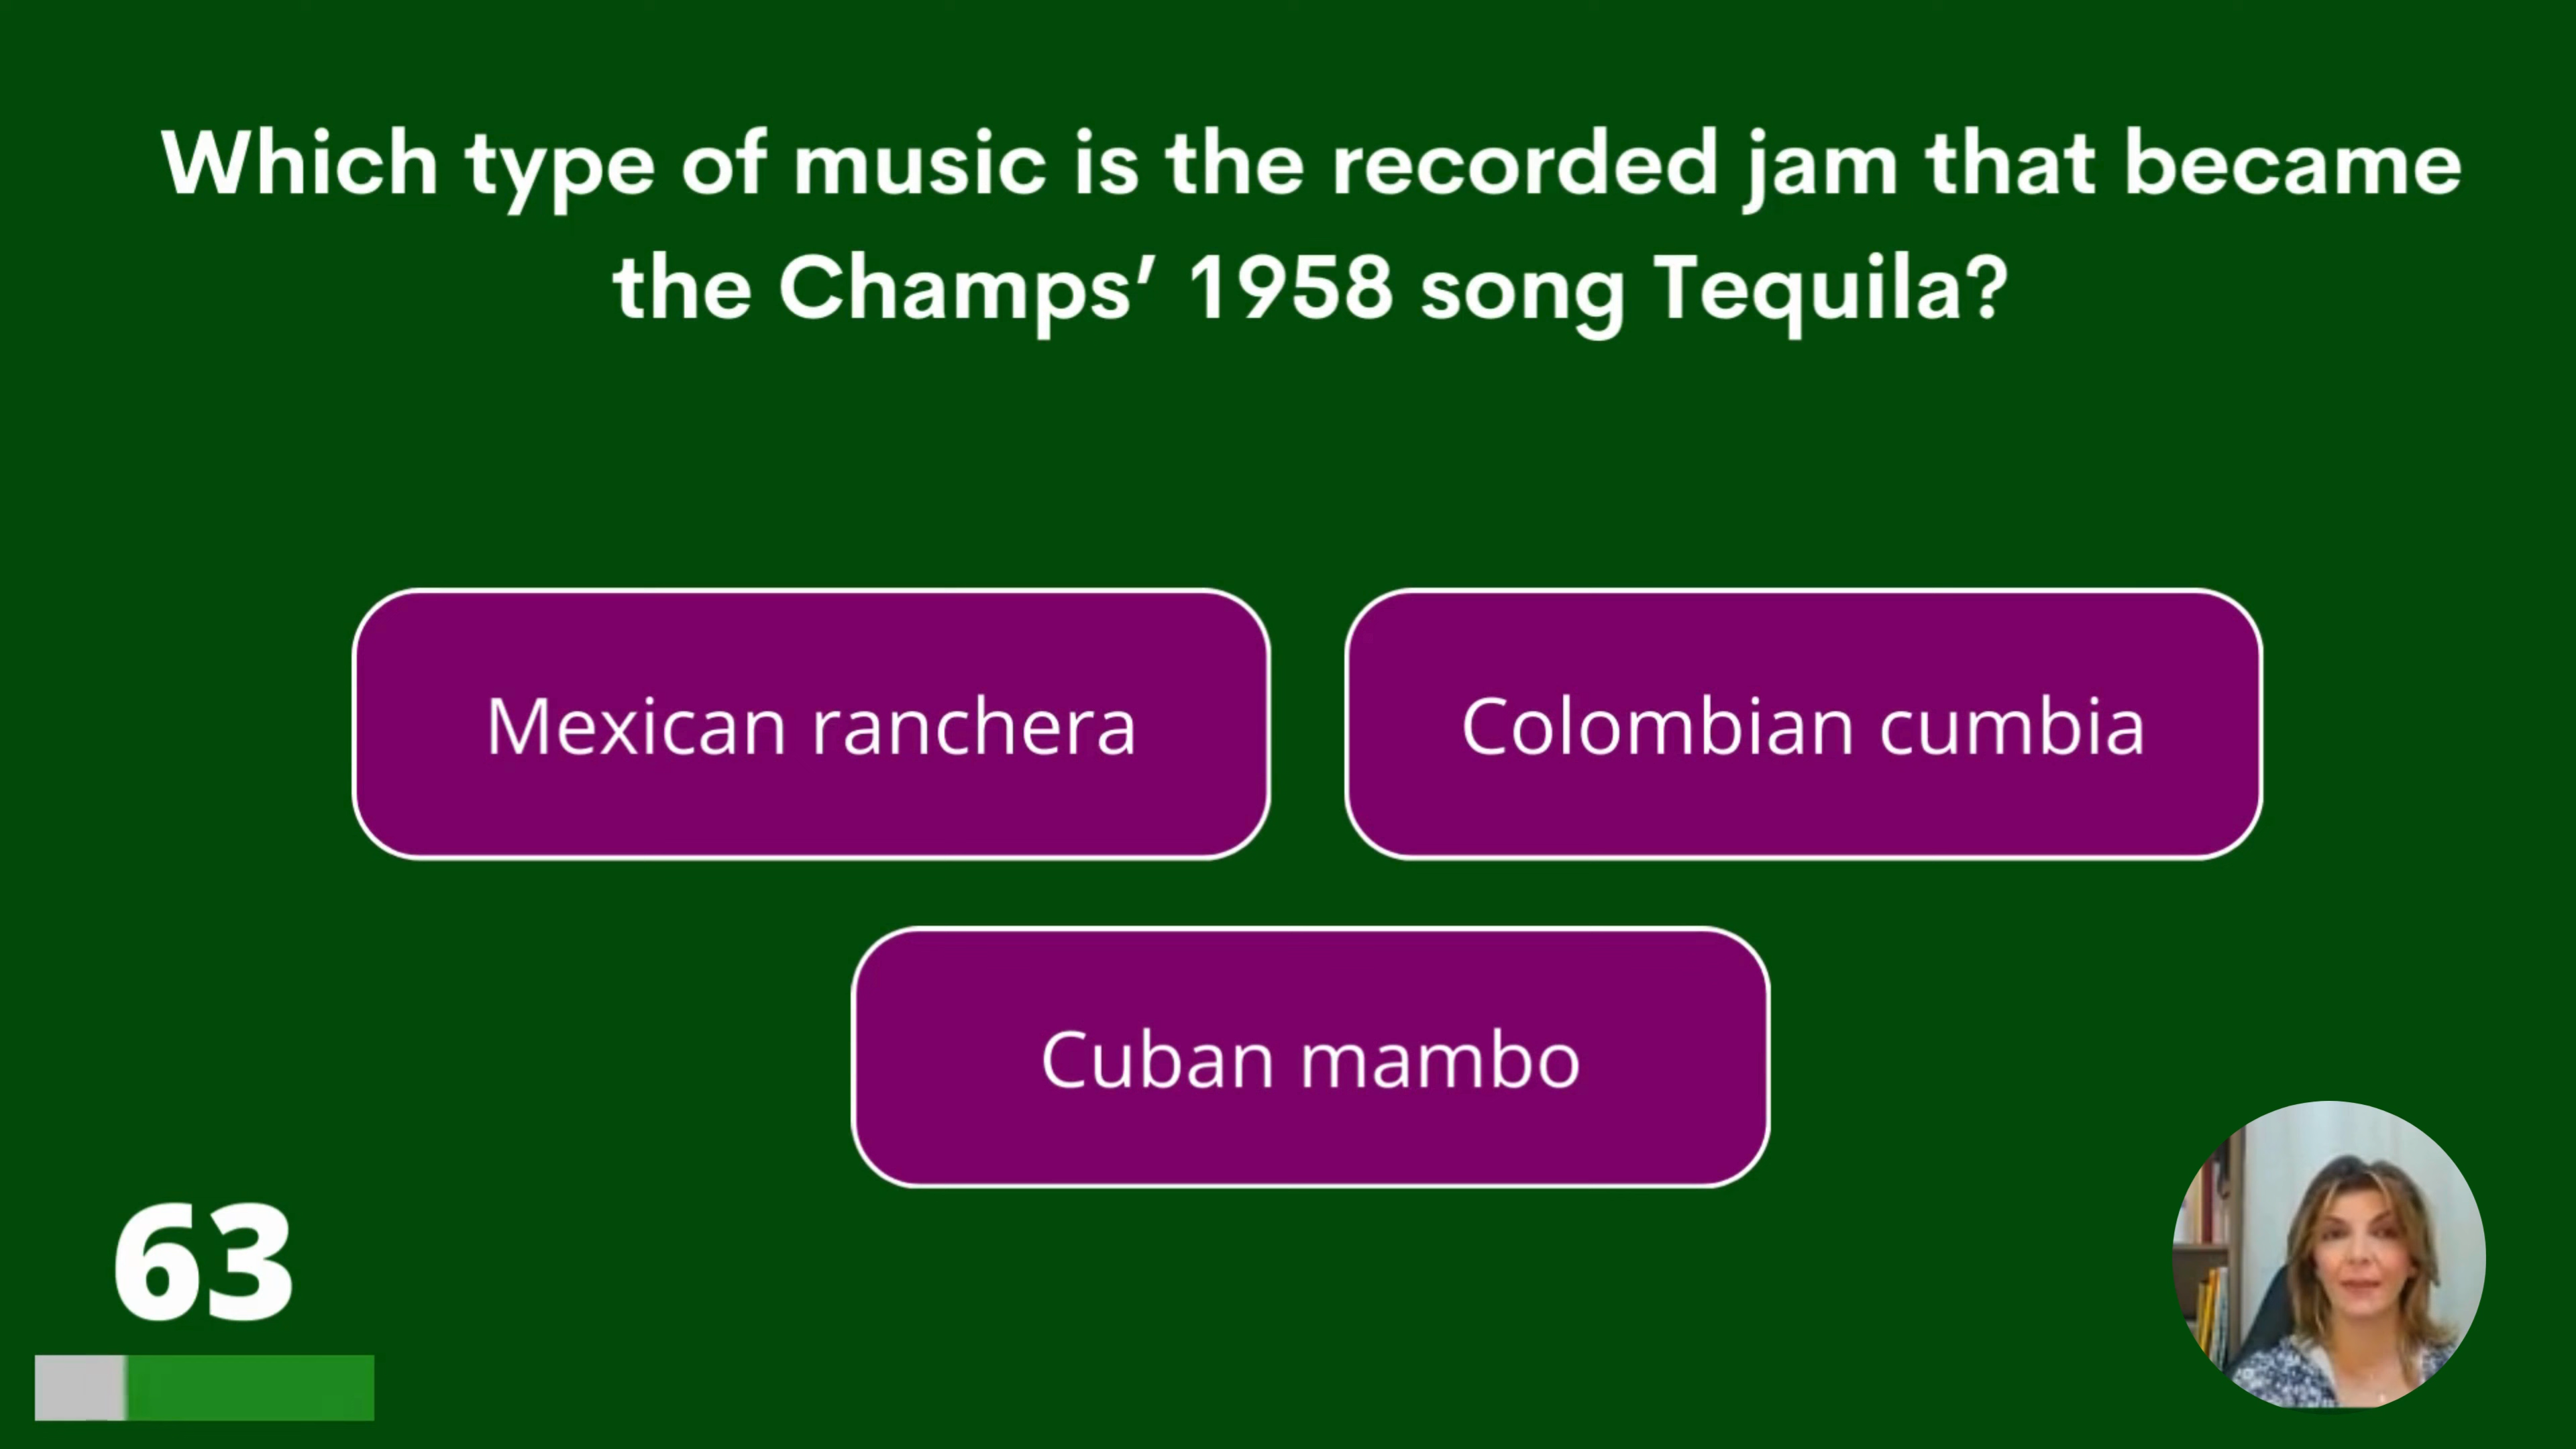 Which type of music is the recorded jam that became
the Champs’ 1958 song Tequila?
Mexican ranchera
Colombian cumbia
Cuban mambo
63